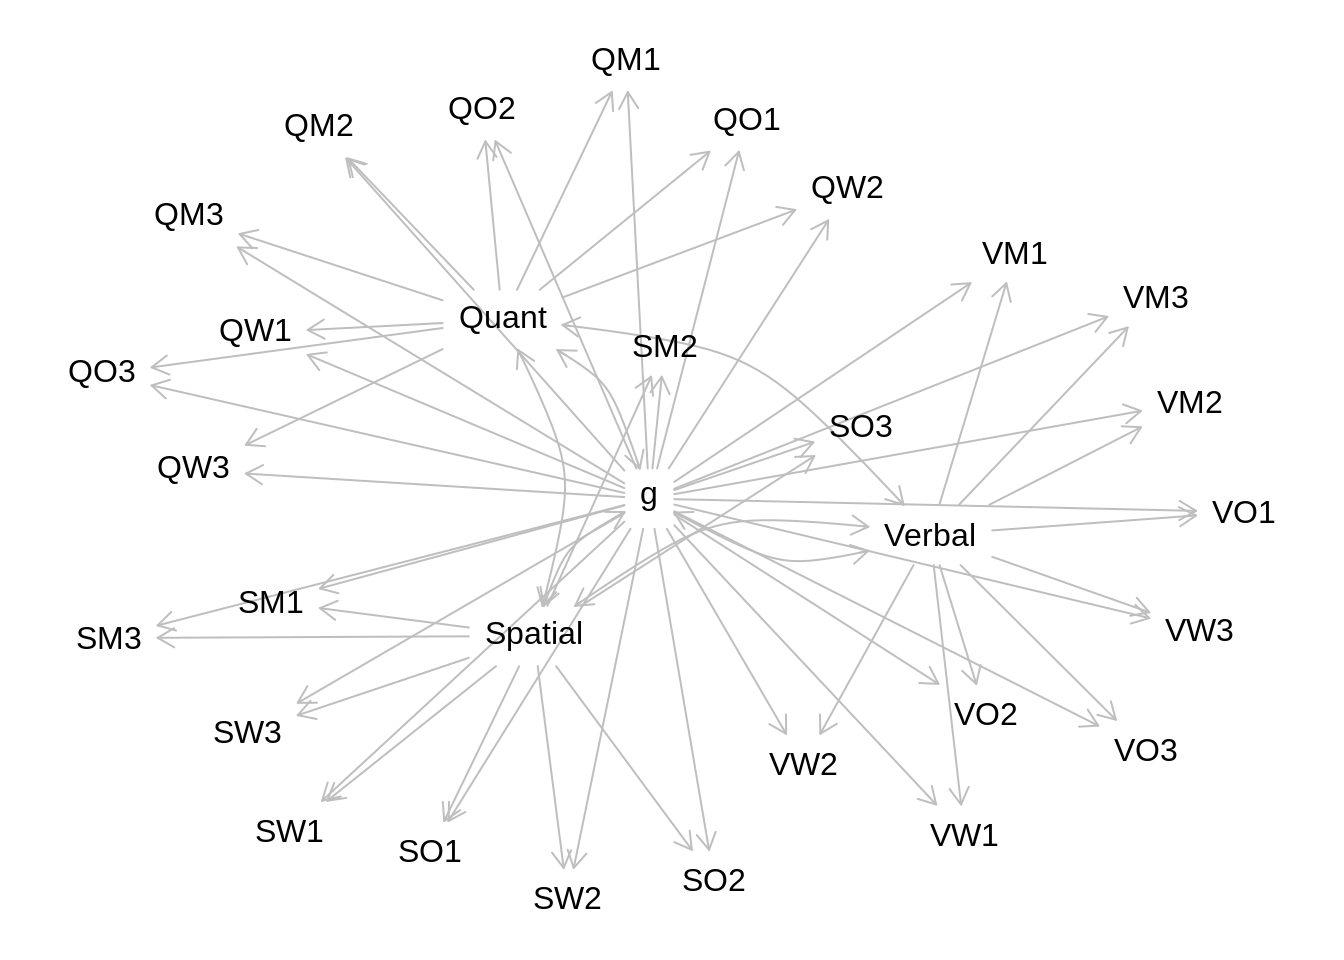 QM1
QO2
QO1
QM2
QW2
QM3
VM1
VM3
Quant
QW1
SM2
QO3
VM2
SO3
QW3
g
VO1
Verbal
SM1
VW3
Spatial
SM3
VO2
SW3
VO3
VW2
SW1
VW1
SO1
SO2
SW2